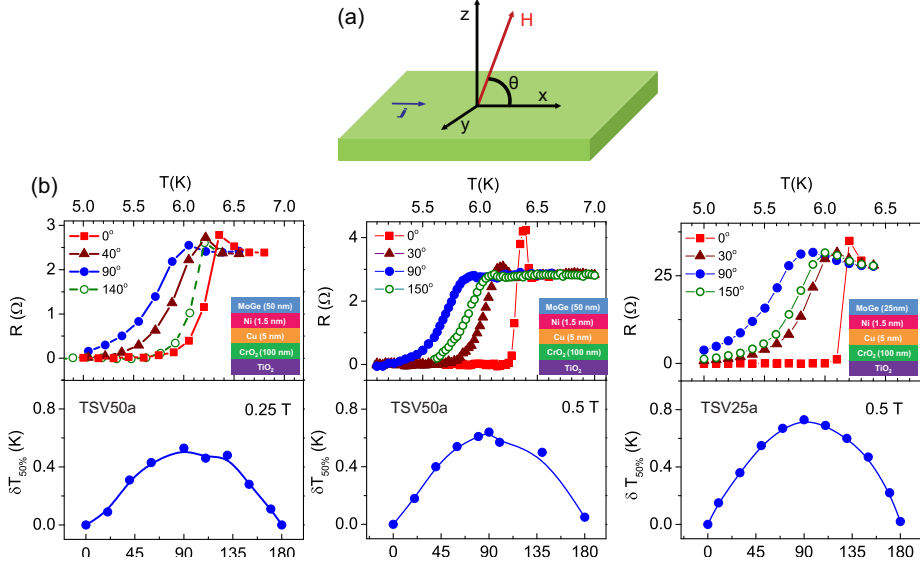 (a)
z
H
θ
x
y
j
(b)
T(K)
5.0 5.5 6.0 6.5 7.0
3
2
1
0
R (Ω)
0°
40°
90°
140°
MoGe (50 nm)
Ni (1.5 nm)
Cu (5 nm)
CrO2 (100 nm)
TiO2
TSV50a 0.25 T
0.8
0.4
0.0
δT50% (K)
0 45 90 135 180
T(K)
5.5 6.0 6.5 7.0
4
2
0
R (Ω)
0°
30°
90°
150°
MoGe (50 nm)
Ni (1.5 nm)
Cu (5 nm)
CrO2 (100 nm)
TiO2
TSV50a 0.5 T
0.8
0.4
0.0
δT50% (K)
0 45 90 135 180
T(K)
5.0 5.5 6.0 6.5
25
0
R (Ω)
0°
30°
90°
150°
MoGe (25nm)
Ni (1.5 nm)
Cu (5 nm)
CrO2 (100 nm)
TiO2
TSV25a 0.5 T
0.8
0.4
0.0
δT50% (K)
0 45 90 135 180